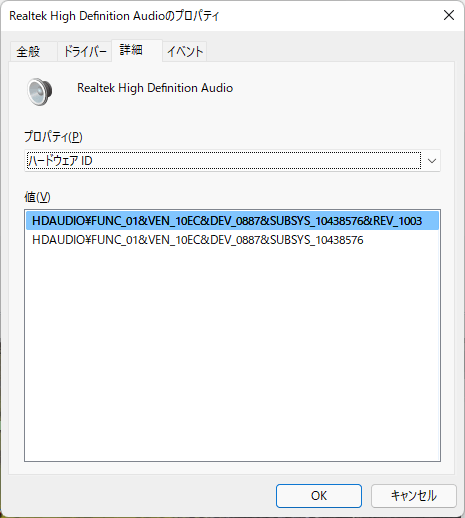 Realtek High Definition Audioのプロパティ
全般 ドライバー 詳細 イベント
Realtek High Definition Audio
プロパティ(P)
ハードウェア ID
値(V)
HDAUDIO¥FUNC_01&VEN_10EC&DEV_0887&SUBSYS_10438576&REV_1003
HDAUDIO¥FUNC_01&VEN_10EC&DEV_0887&SUBSYS_10438576
OK キャンセル